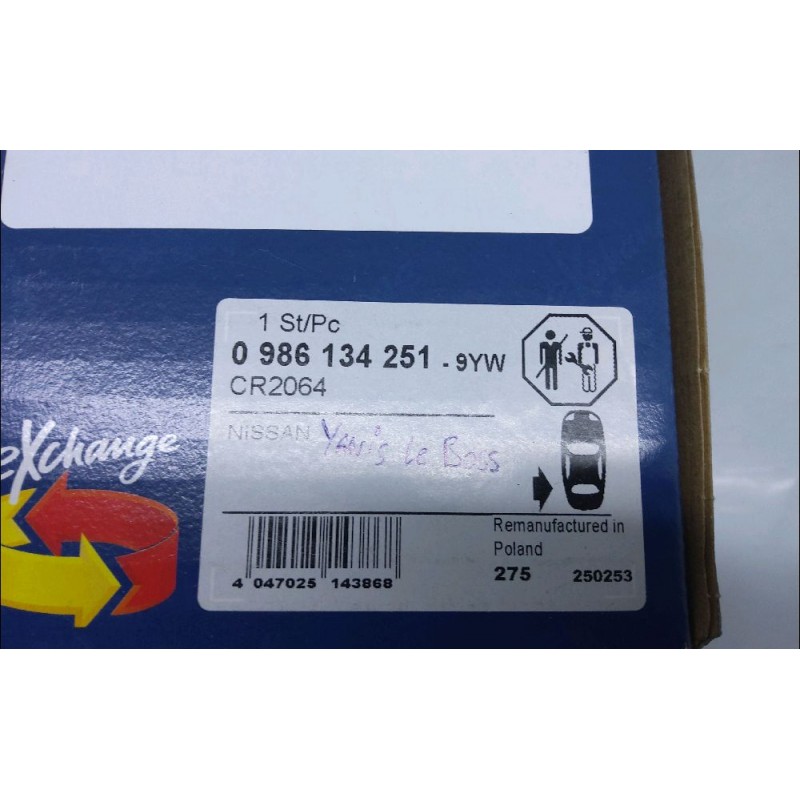 1 St/Pc
0 986 134 251 - 9YW
CR2064
NiSSAN Yanis Le Boss
eXchange
Remanufactured in
Poland
275 250253
4 047025 143868